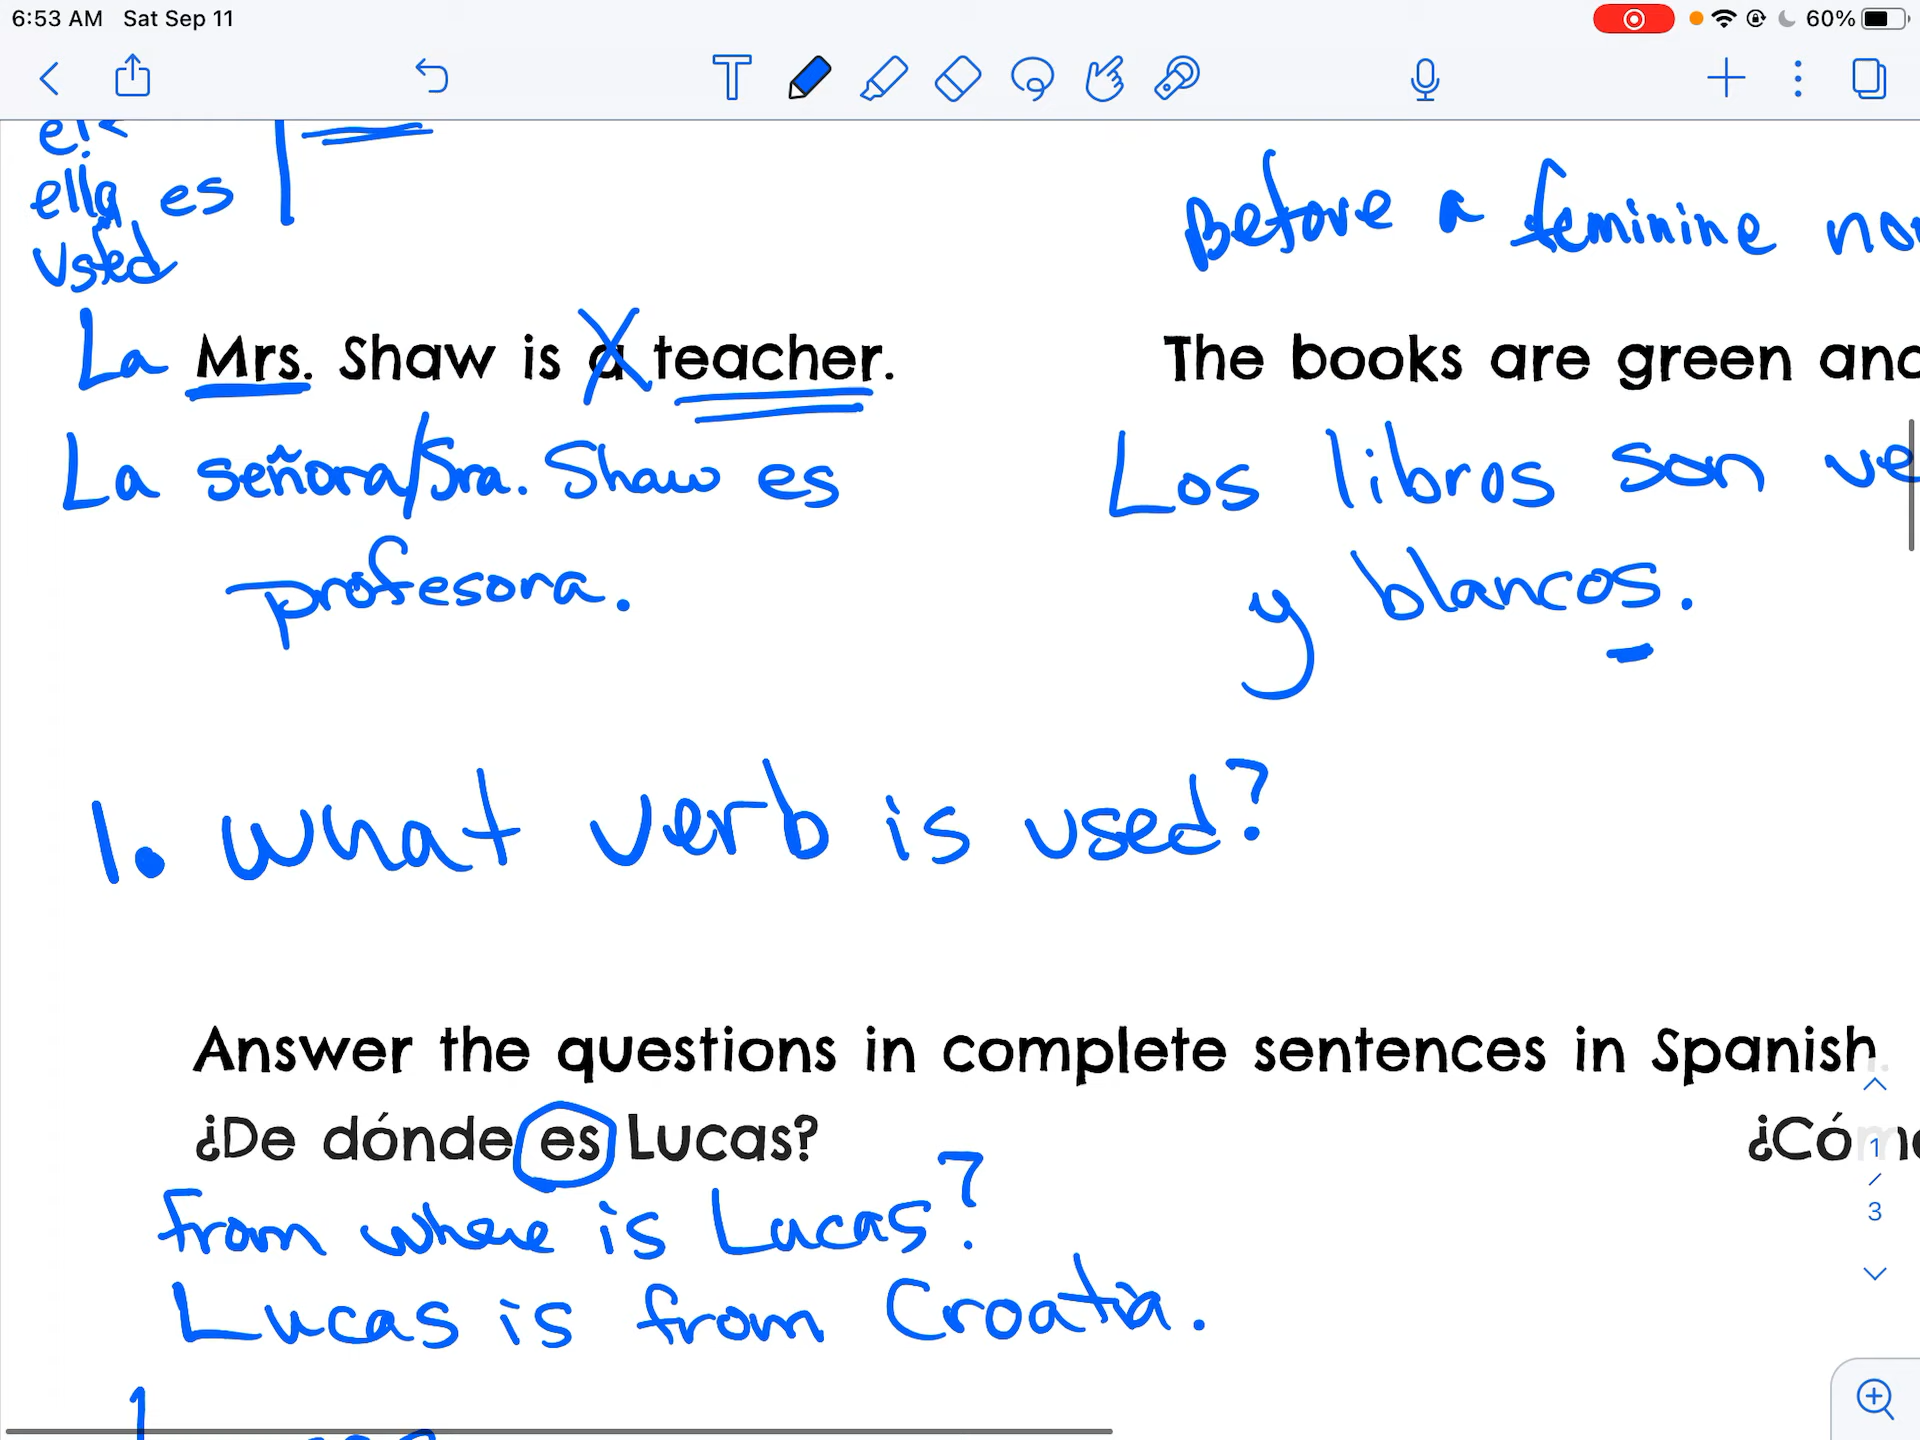 6:53 AM Sat Sep 11
60%
ella es
Usted
Before a feminine
La Mrs. Shaw is a teacher.
The books are green and
La señora/Sra. Shaw es
profesora.
Los libros son ve
y blancos.
1. What verb is used?
Answer the questions in complete sentences in Spanish.
¿De dónde es Lucas?
¿Cómo
From where is Lucas?
Lucas is from Croatia.
1
/
3